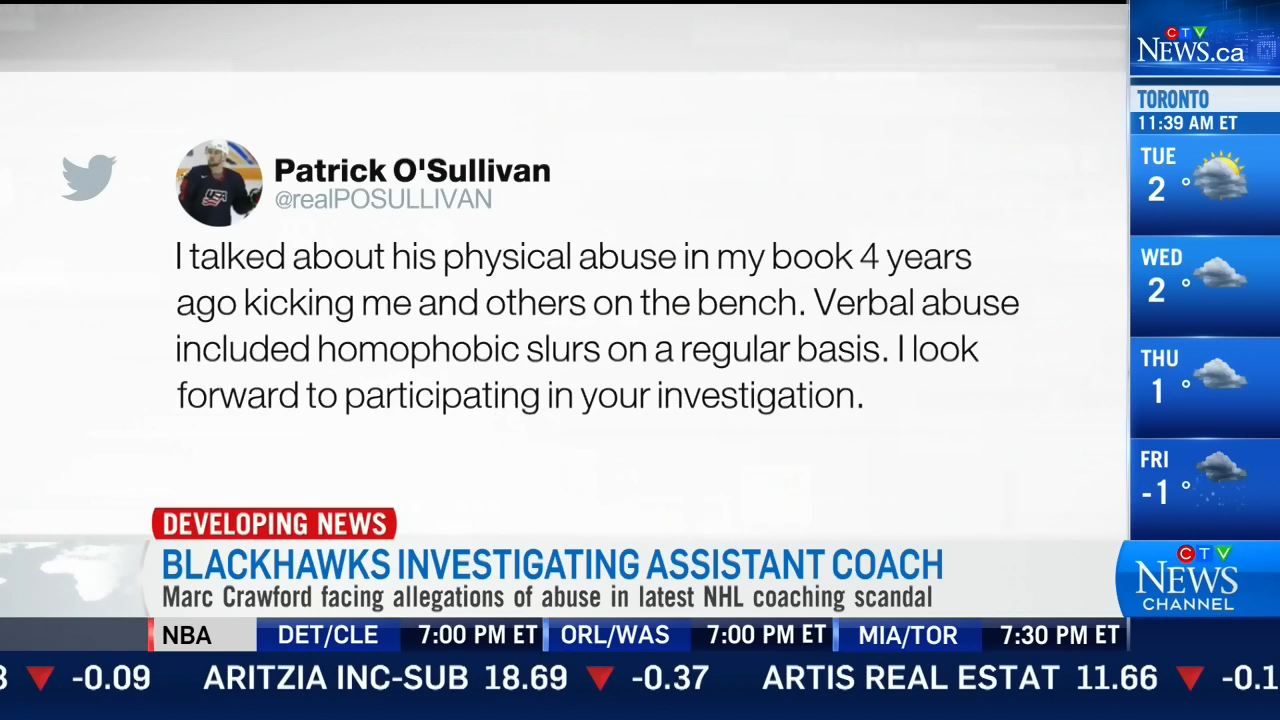 CTV
NEWS.ca
TORONTO
11:39 AM ET
TUE
2 °
WED
2 °
THU
1 °
FRI
-1 °
Patrick O'Sullivan
@realPOSULLIVAN
USA
I talked about his physical abuse in my book 4 years
ago kicking me and others on the bench. Verbal abuse
included homophobic slurs on a regular basis. I look
forward to participating in your investigation.
DEVELOPING NEWS
BLACKHAWKS INVESTIGATING ASSISTANT COACH
Marc Crawford facing allegations of abuse in latest NHL coaching scandal
CTV
NEWS
CHANNEL
NBA DET/CLE 7:00 PM ET ORL/WAS 7:00 PM ET MIA/TOR 7:30 PM ET
-0.09 ARITZIA INC-SUB 18.69 -0.37 ARTIS REAL ESTAT 11.66 -0.1